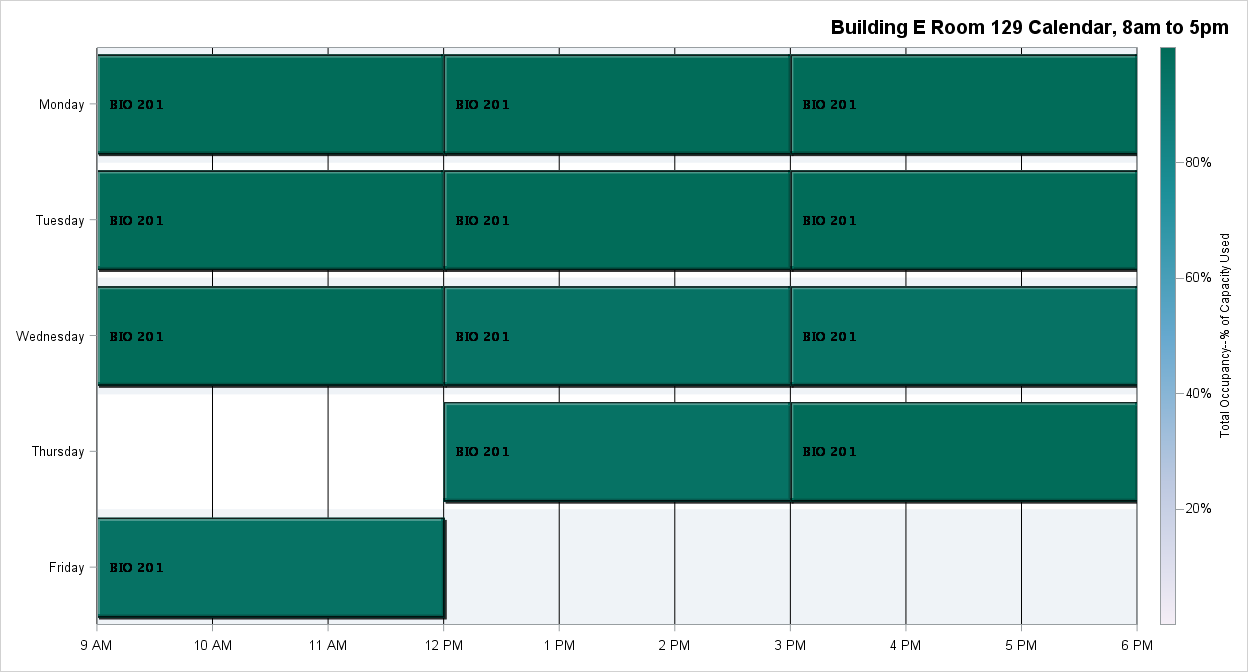 Building E Room 129 Calendar, 8am to 5pm
Monday
BIO 201
BIO 201
BIO 201
Tuesday
BIO 201
BIO 201
BIO 201
Wednesday
BIO 201
BIO 201
BIO 201
Thursday
BIO 201
BIO 201
Friday
BIO 201
9 AM
10 AM
11 AM
12 PM
1 PM
2 PM
3 PM
4 PM
5 PM
6 PM
80%
60%
40%
20%
Total Occupancy--% of Capacity Used